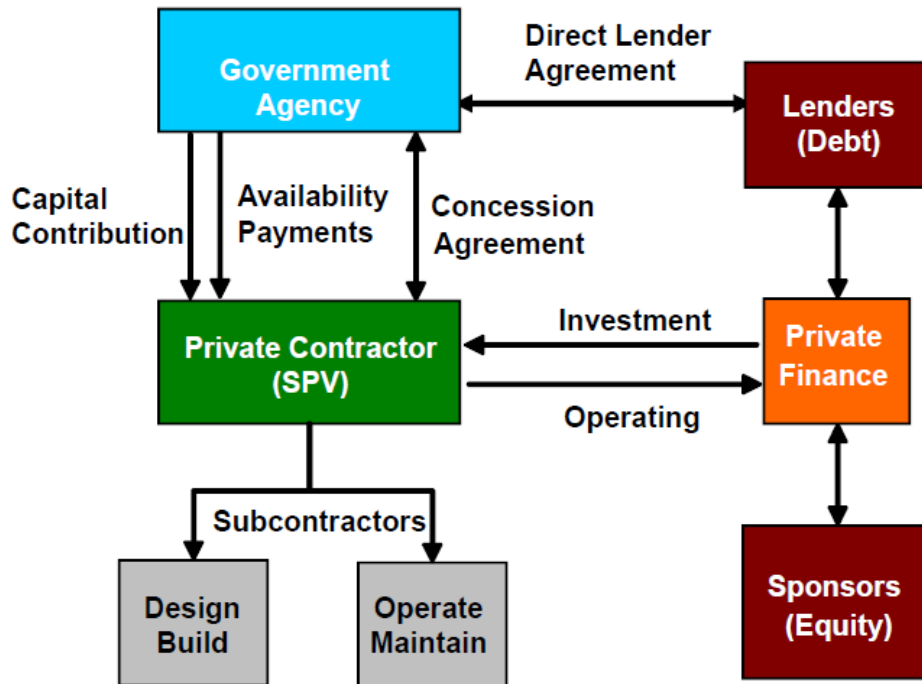 Government
Agency
Direct Lender
Agreement
Lenders
(Debt)
Capital
Contribution
Availability
Payments
Concession
Agreement
Private Contractor
(SPV)
Investment
Operating
Private
Finance
Subcontractors
Design
Build
Operate
Maintain
Sponsors
(Equity)